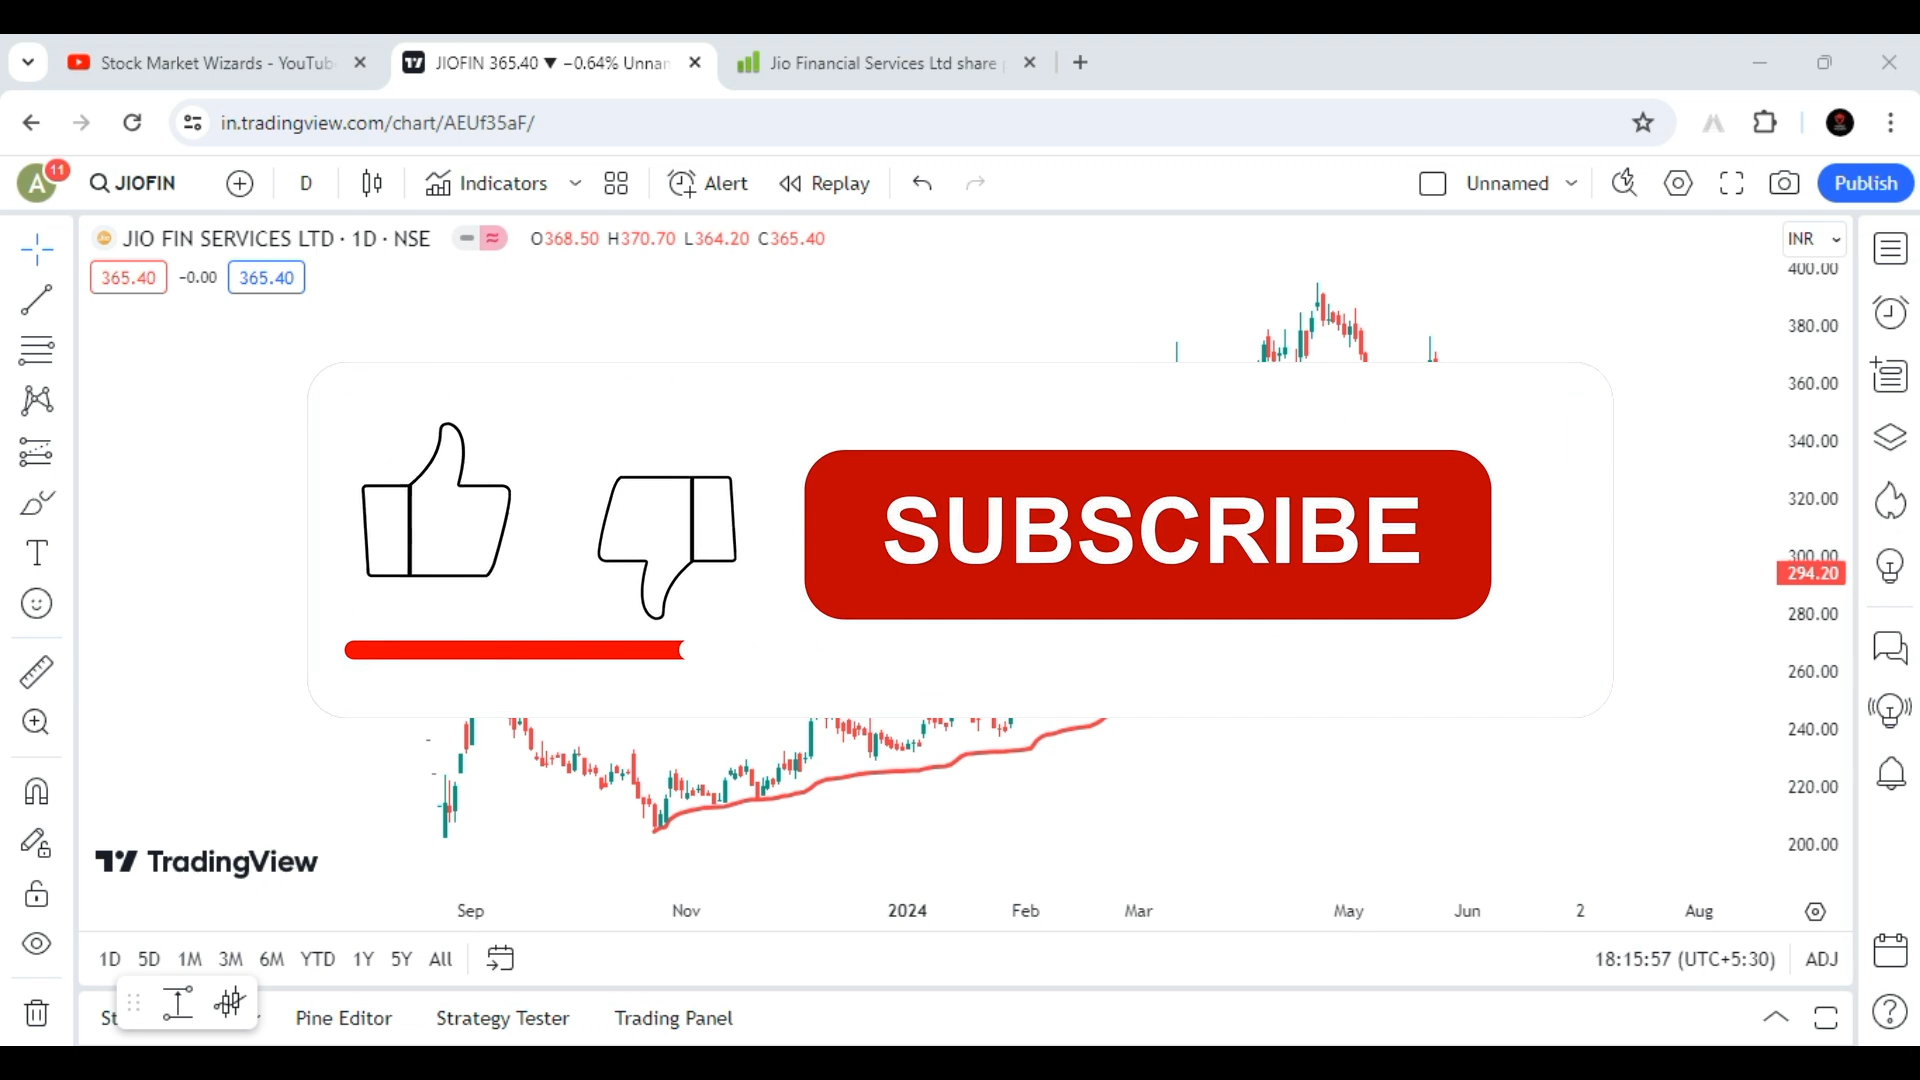 Stock Market Wizards - YouTub
JIOFIN 365.40 ▼ −0.64% Unnan
Jio Financial Services Ltd share
in.tradingview.com/chart/AEUf35aF/
A
11
JIOFIN
D
Indicators
Alert
Replay
Unnamed
Publish
JIO FIN SERVICES LTD · 1D · NSE
O368.50 H370.70 L364.20 C365.40
INR
365.40
−0.00
365.40
400.00
380.00
360.00
340.00
320.00
300.00
294.20
280.00
260.00
240.00
220.00
200.00
SUBSCRIBE
TradingView
Sep
Nov
2024
Feb
Mar
May
Jun
2
Aug
1D 5D 1M 3M 6M YTD 1Y 5Y All
18:15:57 (UTC+5:30)
ADJ
St
Pine Editor
Strategy Tester
Trading Panel